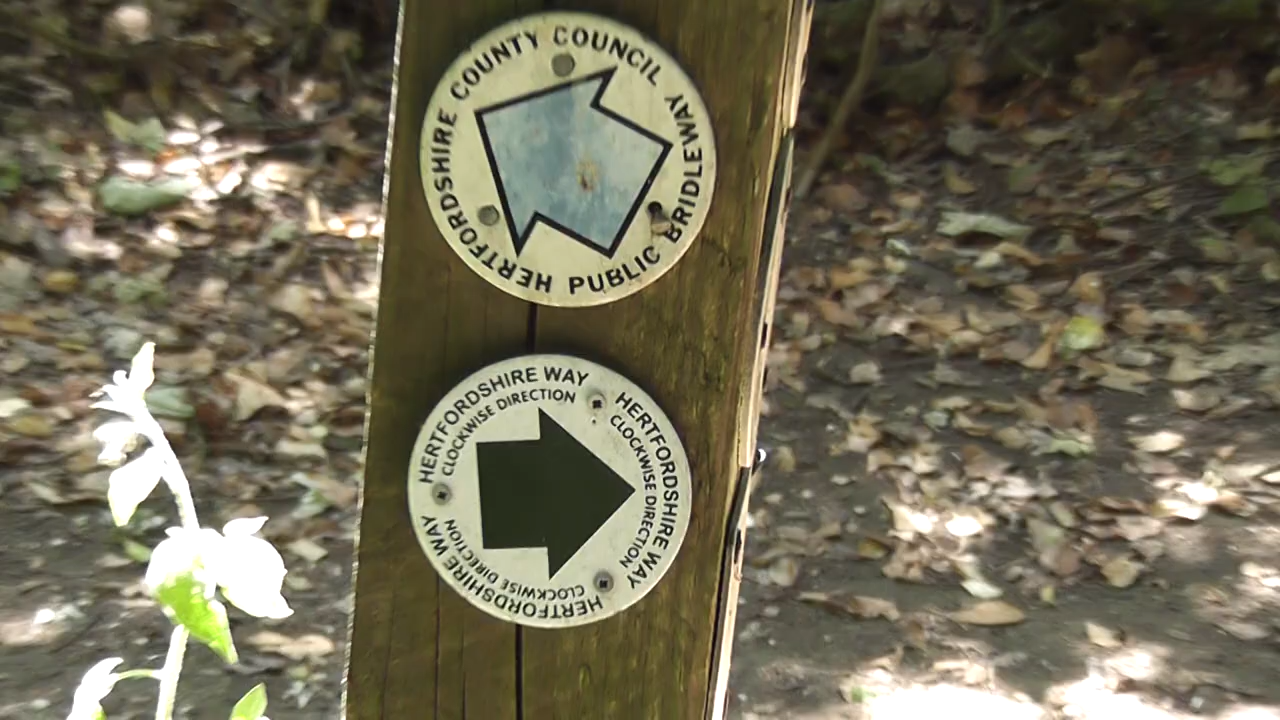 HERTFORDSHIRE COUNTY COUNCIL
PUBLIC BRIDLEWAY
HERTFORDSHIRE WAY
CLOCKWISE DIRECTION
HERTFORDSHIRE WAY
CLOCKWISE DIRECTION
HERTFORDSHIRE WAY
CLOCKWISE DIRECTION